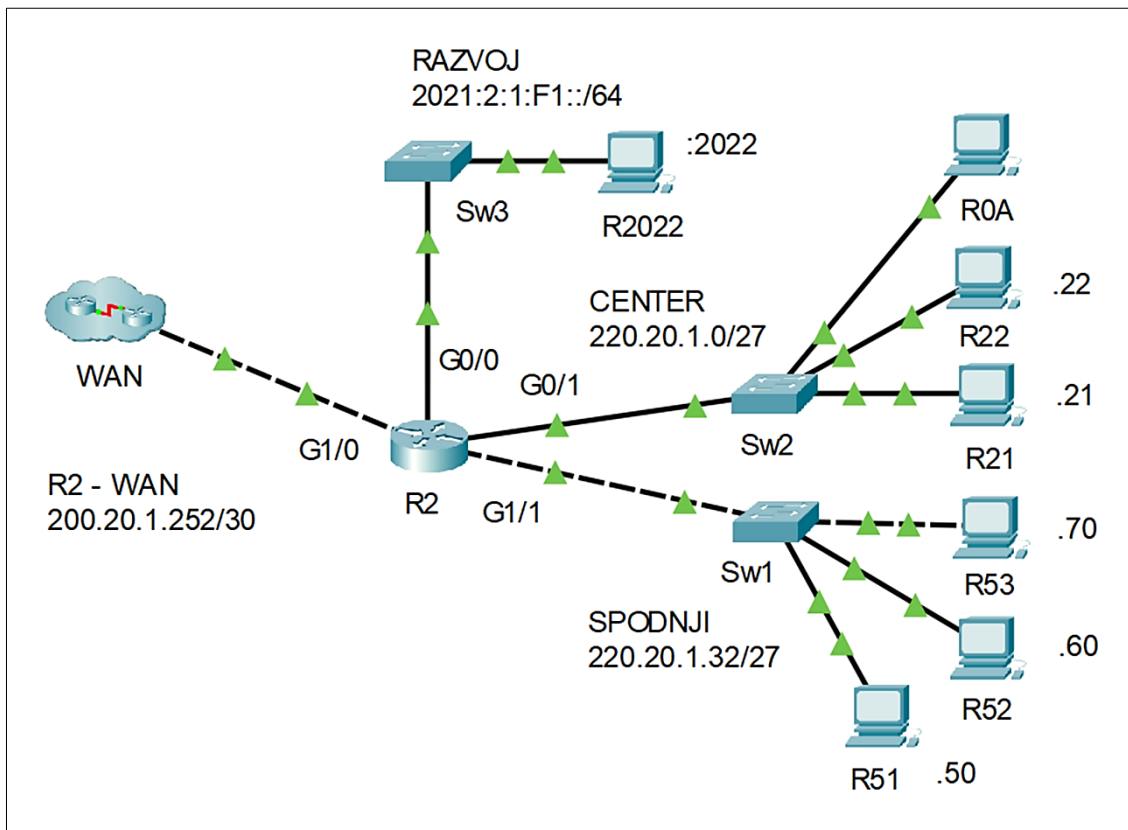 RAZVOJ
2021:2:1:F1::/64
:2022
Sw3
R2022
R0A
CENTER
220.20.1.0/27
.22
R22
WAN
G0/0
G0/1
.21
Sw2
R21
G1/0
R2
G1/1
R2 - WAN
200.20.1.252/30
.70
Sw1
R53
SPODNJI
220.20.1.32/27
.60
R52
R51
.50